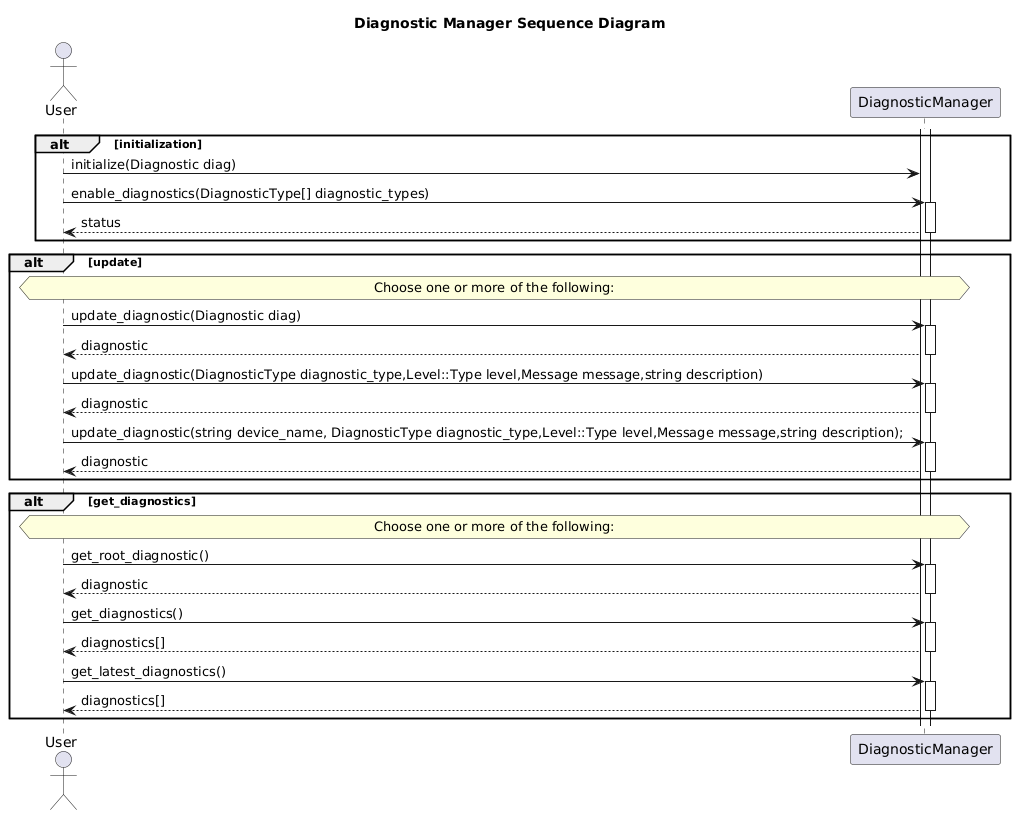 Diagnostic Manager Sequence Diagram
User
DiagnosticManager
alt [initialization]
initialize(Diagnostic diag)
enable_diagnostics(DiagnosticType[] diagnostic_types)
status
alt [update]
Choose one or more of the following:
update_diagnostic(Diagnostic diag)
diagnostic
update_diagnostic(DiagnosticType diagnostic_type,Level::Type level,Message message,string description)
diagnostic
update_diagnostic(string device_name, DiagnosticType diagnostic_type,Level::Type level,Message message,string description);
diagnostic
alt [get_diagnostics]
Choose one or more of the following:
get_root_diagnostic()
diagnostic
get_diagnostics()
diagnostics[]
get_latest_diagnostics()
diagnostics[]
User
DiagnosticManager